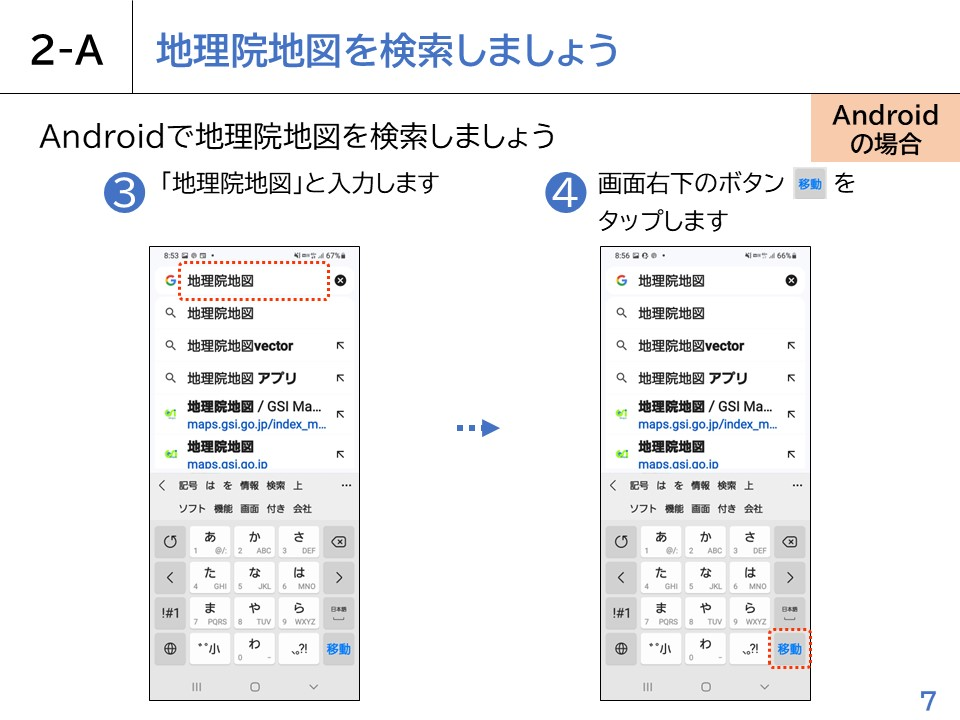 2-A
地理院地図を検索しましょう
Androidで地理院地図を検索しましょう
Android
の場合
3 「地理院地図」と入力します
8:53
67%
地理院地図
地理院地図
地理院地図vector
地理院地図 アプリ
地理院地図 / GSI Ma...
maps.gsi.go.jp/index_m...
地理院地図
maps.gsi.go.jp
記号 は を 情報 検索 上 ...
ソフト 機能 画面 付き 会社
あ か さ
1 @/: 2 ABC 3 DEF
た な は
4 GHI 5 JKL 6 MNO
!#1 ま や ら 日本語
7 PQRS 8 TUV 9 WXYZ
゛゜小 わ 、。?! 移動
0 -
4 画面右下のボタン 移動 を
タップします
8:56
66%
地理院地図
地理院地図
地理院地図vector
地理院地図 アプリ
地理院地図 / GSI Ma...
maps.gsi.go.jp/index_m...
地理院地図
maps.gsi.go.jp
記号 は を 情報 検索 上 ...
ソフト 機能 画面 付き 会社
あ か さ
1 @/: 2 ABC 3 DEF
た な は
4 GHI 5 JKL 6 MNO
!#1 ま や ら 日本語
7 PQRS 8 TUV 9 WXYZ
゛゜小 わ 、。?! 移動
0 -
7